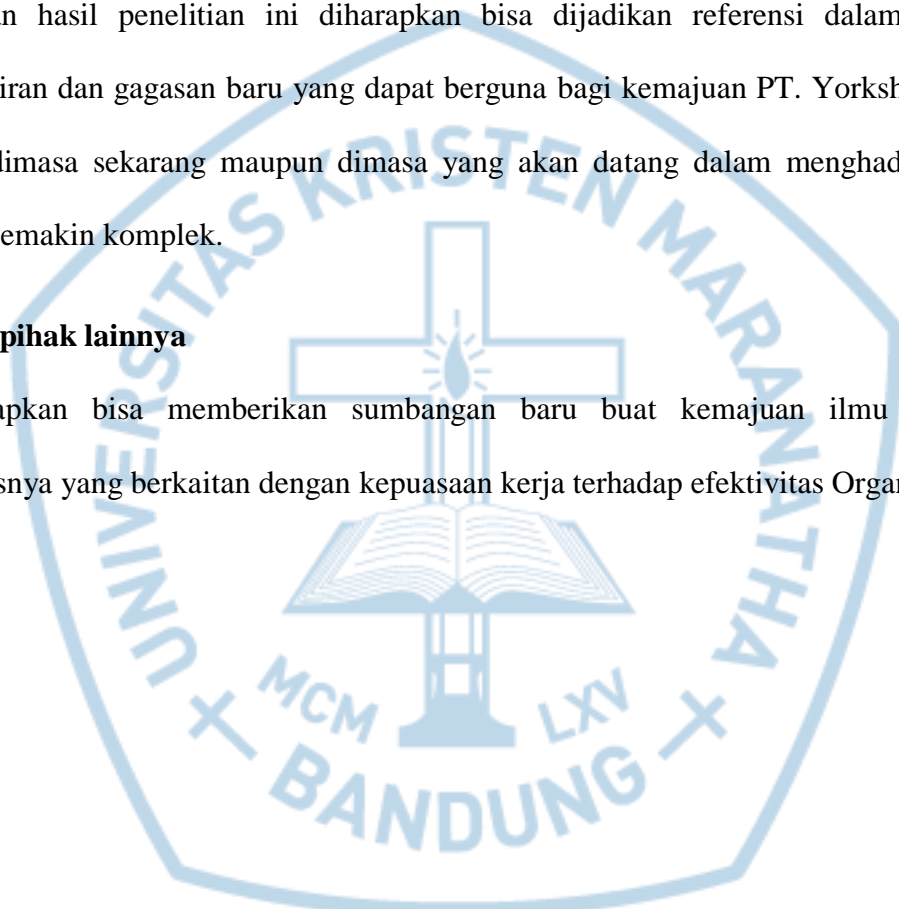 n hasil penelitian ini diharapkan bisa dijadikan referensi dalam
iran dan gagasan baru yang dapat berguna bagi kemajuan PT. Yorksh
dimasa sekarang maupun dimasa yang akan datang dalam menghad
emakin komplek.
pihak lainnya
apkan bisa memberikan sumbangan baru buat kemajuan ilmu
snya yang berkaitan dengan kepuasaan kerja terhadap efektivitas Organ
UNIVERSITAS KRISTEN MARANATHA
MCM LXV
BANDUNG